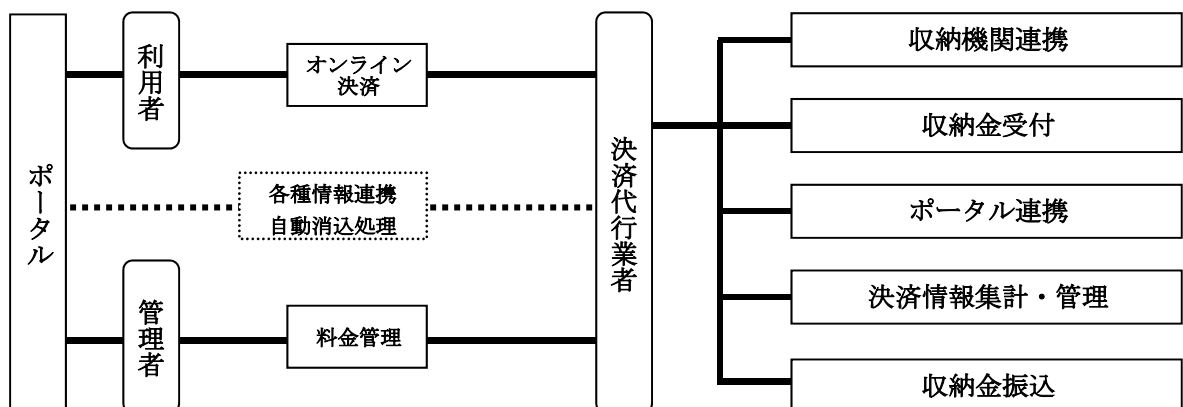 ポータル
利用者
オンライン
決済
各種情報連携
自動消込処理
管理者
料金管理
決済代行業者
収納機関連携
収納金受付
ポータル連携
決済情報集計・管理
収納金振込